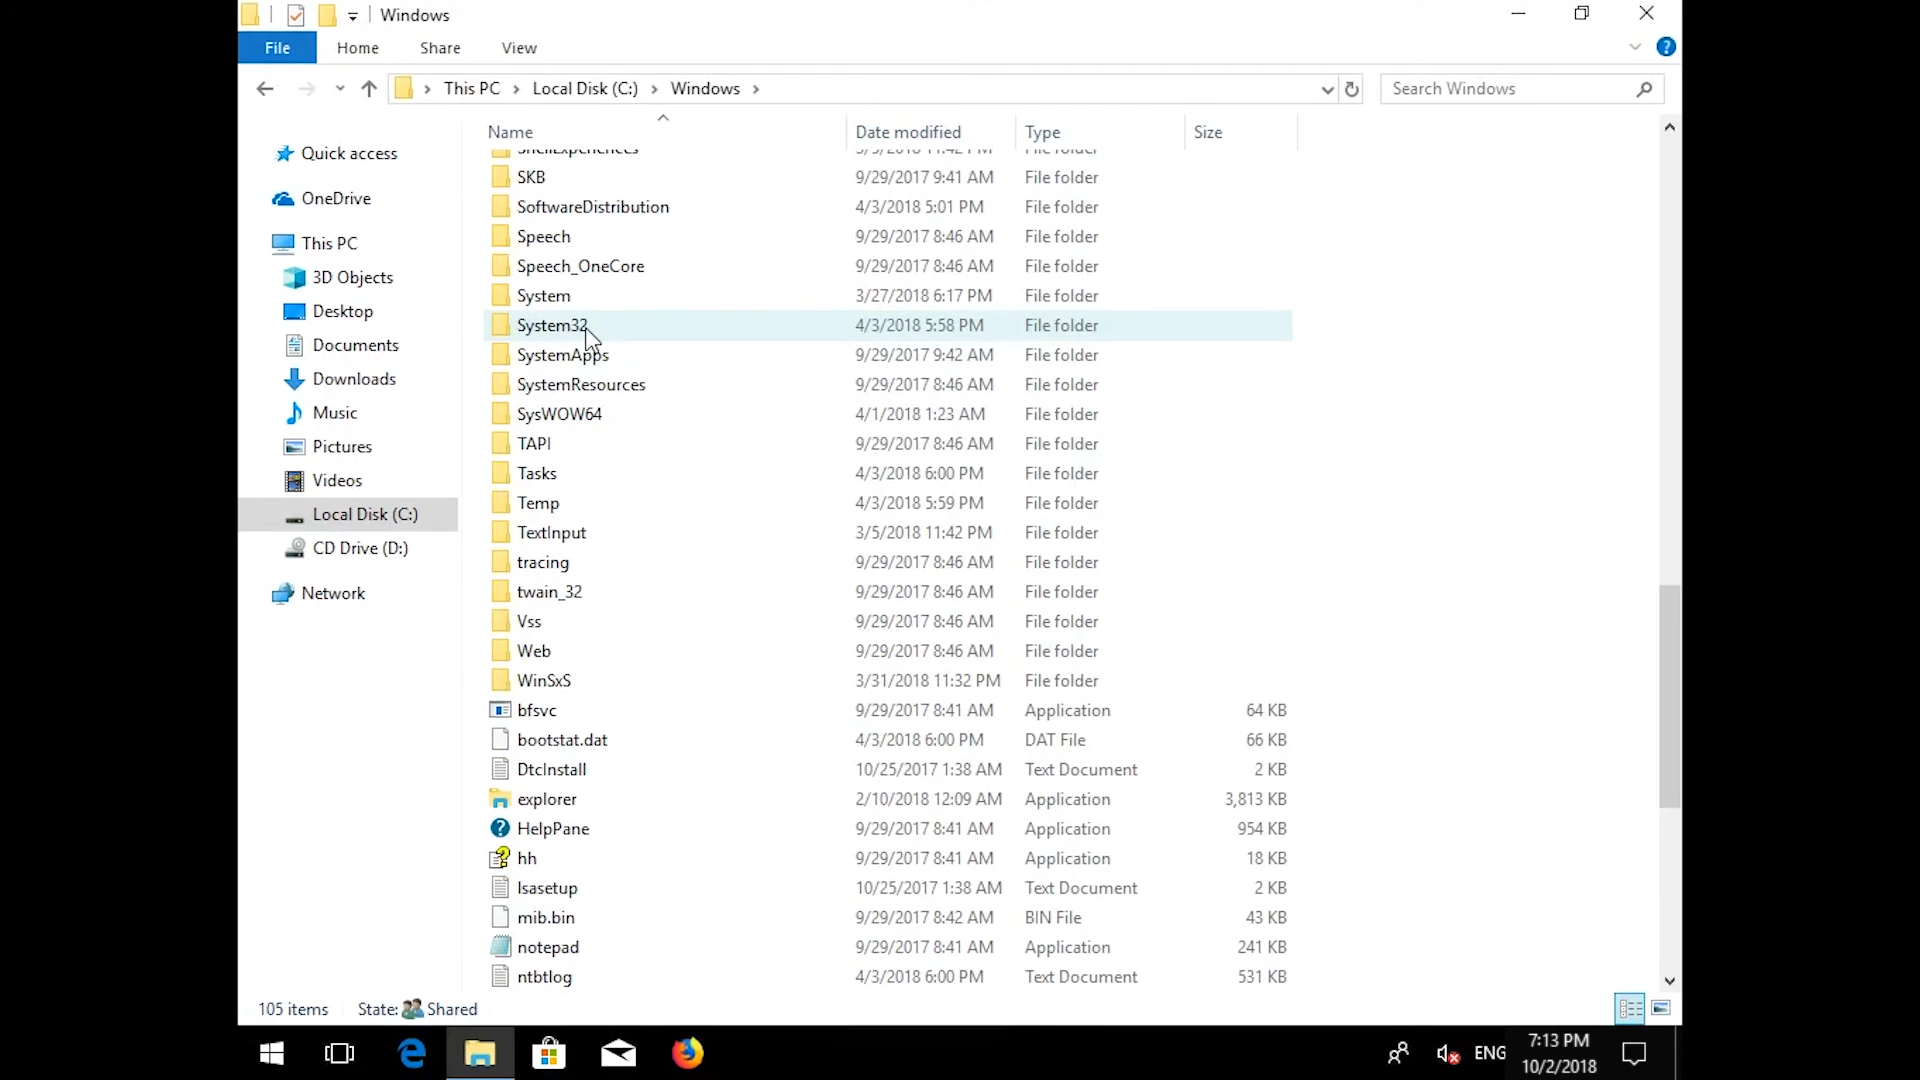 Windows
File Home Share View
This PC Local Disk (C:) Windows
Search Windows
Name Date modified Type Size
Quick access
OneDrive
This PC
3D Objects
Desktop
Documents
Downloads
Music
Pictures
Videos
Local Disk (C:)
CD Drive (D:)
Network
ShellExperiences 3/5/2018 11:42 PM File folder
SKB 9/29/2017 9:41 AM File folder
SoftwareDistribution 4/3/2018 5:01 PM File folder
Speech 9/29/2017 8:46 AM File folder
Speech_OneCore 9/29/2017 8:46 AM File folder
System 3/27/2018 6:17 PM File folder
System32 4/3/2018 5:58 PM File folder
SystemApps 9/29/2017 9:42 AM File folder
SystemResources 9/29/2017 8:46 AM File folder
SysWOW64 4/1/2018 1:23 AM File folder
TAPI 9/29/2017 8:46 AM File folder
Tasks 4/3/2018 6:00 PM File folder
Temp 4/3/2018 5:59 PM File folder
TextInput 3/5/2018 11:42 PM File folder
tracing 9/29/2017 8:46 AM File folder
twain_32 9/29/2017 8:46 AM File folder
Vss 9/29/2017 8:46 AM File folder
Web 9/29/2017 8:46 AM File folder
WinSxS 3/31/2018 11:32 PM File folder
bfsvc 9/29/2017 8:41 AM Application 64 KB
bootstat.dat 4/3/2018 6:00 PM DAT File 66 KB
DtcInstall 10/25/2017 1:38 AM Text Document 2 KB
explorer 2/10/2018 12:09 AM Application 3,813 KB
HelpPane 9/29/2017 8:41 AM Application 954 KB
hh 9/29/2017 8:41 AM Application 18 KB
lsasetup 10/25/2017 1:38 AM Text Document 2 KB
mib.bin 9/29/2017 8:42 AM BIN File 43 KB
notepad 9/29/2017 8:41 AM Application 241 KB
ntbtlog 4/3/2018 6:00 PM Text Document 531 KB
105 items State: Shared
ENG
7:13 PM
10/2/2018